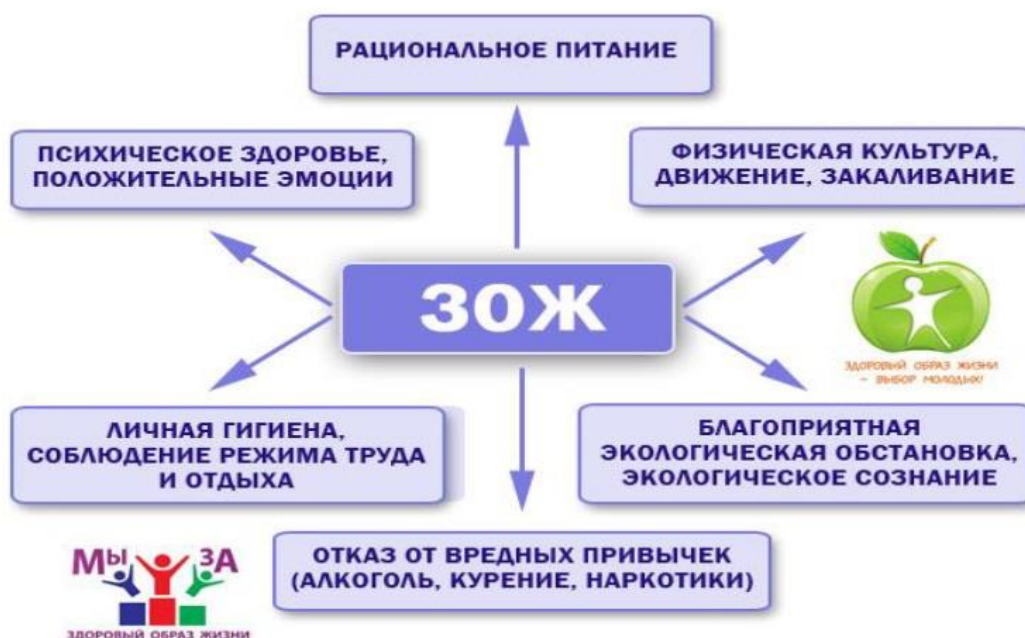 РАЦИОНАЛЬНОЕ ПИТАНИЕ
ПСИХИЧЕСКОЕ ЗДОРОВЬЕ,
ПОЛОЖИТЕЛЬНЫЕ ЭМОЦИИ
ФИЗИЧЕСКАЯ КУЛЬТУРА,
ДВИЖЕНИЕ, ЗАКАЛИВАНИЕ
ЗОЖ
ЗДОРОВЫЙ ОБРАЗ ЖИЗНИ
– ВЫБОР МОЛОДЫХ!
ЛИЧНАЯ ГИГИЕНА,
СОБЛЮДЕНИЕ РЕЖИМА ТРУДА
И ОТДЫХА
БЛАГОПРИЯТНАЯ
ЭКОЛОГИЧЕСКАЯ ОБСТАНОВКА,
ЭКОЛОГИЧЕСКОЕ СОЗНАНИЕ
ОТКАЗ ОТ ВРЕДНЫХ ПРИВЫЧЕК
(АЛКОГОЛЬ, КУРЕНИЕ, НАРКОТИКИ)
МЫ ЗА
ЗДОРОВЫЙ ОБРАЗ ЖИЗНИ